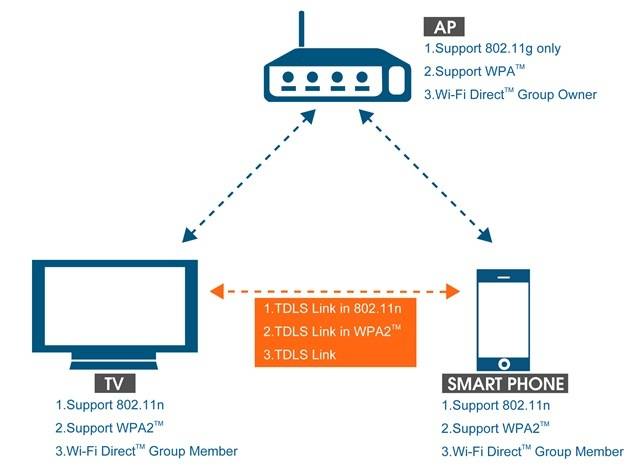 AP
1.Support 802.11g only
2.Support WPA™
3.Wi-Fi Direct™ Group Owner
1.TDLS Link in 802.11n
2.TDLS Link in WPA2™
3.TDLS Link
TV
1.Support 802.11n
2.Support WPA2™
3.Wi-Fi Direct™ Group Member
SMART PHONE
1.Support 802.11n
2.Support WPA2™
3.Wi-Fi Direct™ Group Member